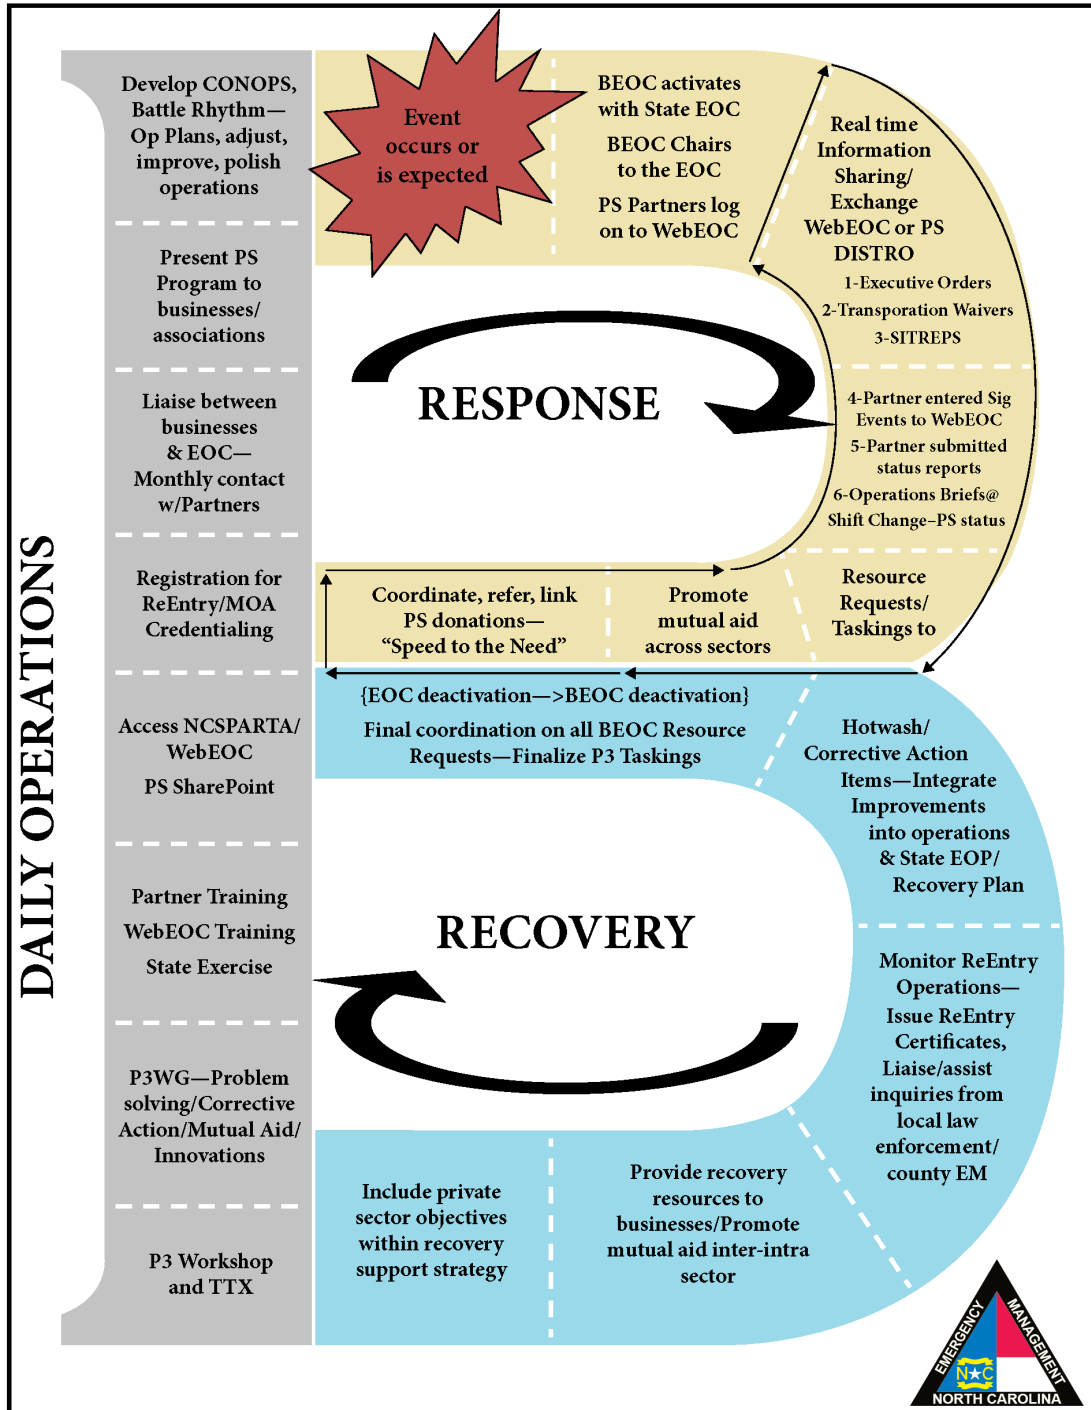 DAILY OPERATIONS
Develop CONOPS,
Battle Rhythm—
Op Plans, adjust,
improve, polish
operations
Present PS
Program to
businesses/
associations
Liaise between
businesses
& EOC—
Monthly contact
w/Partners
Registration for
ReEntry/MOA
Credentialing
Access NCSPARTA/
WebEOC
PS SharePoint
Partner Training
WebEOC Training
State Exercise
P3WG—Problem
solving/Corrective
Action/Mutual Aid/
Innovations
P3 Workshop
and TTX
Event
occurs or
is expected
BEOC activates
with State EOC
BEOC Chairs
to the EOC
PS Partners log
on to WebEOC
Real time
Information
Sharing/
Exchange
WebEOC or PS
DISTRO
1-Executive Orders
2-Transporation Waivers
3-SITREPS
4-Partner entered Sig
Events to WebEOC
5-Partner submitted
status reports
6-Operations Briefs@
Shift Change–PS status
Resource
Requests/
Taskings to
RESPONSE
Coordinate, refer, link
PS donations—
“Speed to the Need”
Promote
mutual aid
across sectors
{EOC deactivation—>BEOC deactivation}
Final coordination on all BEOC Resource
Requests—Finalize P3 Taskings
Hotwash/
Corrective Action
Items—Integrate
Improvements
into operations
& State EOP/
Recovery Plan
RECOVERY
Monitor ReEntry
Operations—
Issue ReEntry
Certificates,
Liaise/assist
inquiries from
local law
enforcement/
county EM
Provide recovery
resources to
businesses/Promote
mutual aid inter-intra
sector
Include private
sector objectives
within recovery
support strategy
EMERGENCY
MANAGEMENT
N C
NORTH CAROLINA